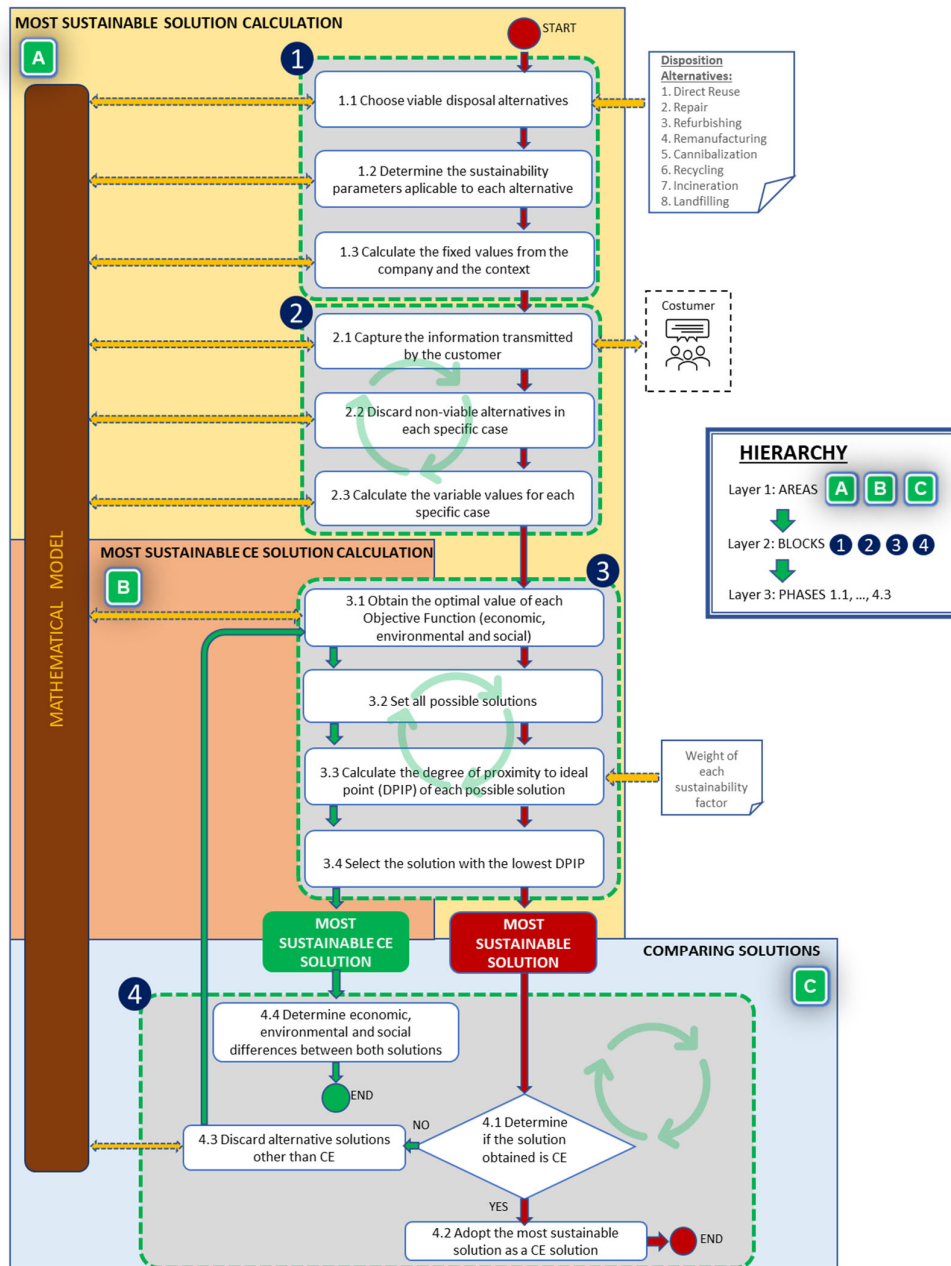 MOST SUSTAINABLE SOLUTION CALCULATION
A
START
1
1.1 Choose viable disposal alternatives
1.2 Determine the sustainability
parameters aplicable to each alternative
1.3 Calculate the fixed values from the
company and the context
Disposition
Alternatives:
1. Direct Reuse
2. Repair
3. Refurbishing
4. Remanufacturing
5. Cannibalization
6. Recycling
7. Incineration
8. Landfilling
2
2.1 Capture the information transmitted
by the customer
2.2 Discard non-viable alternatives in
each specific case
2.3 Calculate the variable values for each
specific case
Costumer
HIERARCHY
Layer 1: AREAS A B C
Layer 2: BLOCKS 1 2 3 4
Layer 3: PHASES 1.1, ..., 4.3
MATHEMATICAL MODEL
MOST SUSTAINABLE CE SOLUTION CALCULATION
B
3
3.1 Obtain the optimal value of each
Objective Function (economic,
environmental and social)
3.2 Set all possible solutions
3.3 Calculate the degree of proximity to ideal
point (DPIP) of each possible solution
3.4 Select the solution with the lowest DPIP
Weight of
each
sustainability
factor
MOST
SUSTAINABLE CE
SOLUTION
MOST
SUSTAINABLE
SOLUTION
COMPARING SOLUTIONS
C
4
4.4 Determine economic,
environmental and social
differences between both solutions
END
4.1 Determine
if the solution
obtained is CE
NO
4.3 Discard alternative solutions
other than CE
YES
4.2 Adopt the most sustainable
solution as a CE solution
END